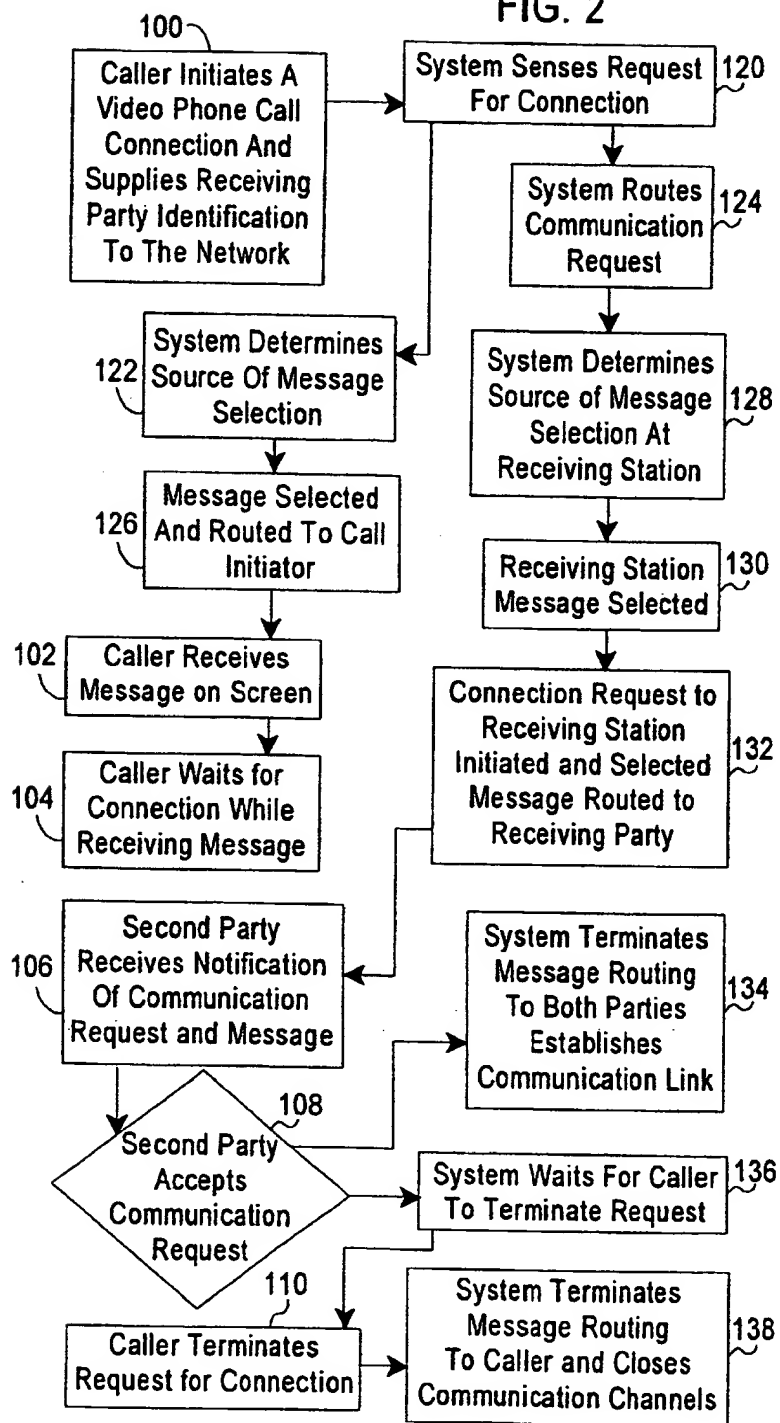 FIG. 2
100
Caller Initiates A
Video Phone Call
Connection And
Supplies Receiving
Party Identification
To The Network
System Senses Request
For Connection
120
System Routes
Communication
Request
124
System Determines
Source Of Message
Selection
122
System Determines
Source of Message
Selection At
Receiving Station
128
Message Selected
And Routed To Call
Initiator
126
Receiving Station
Message Selected
130
Caller Receives
Message on Screen
102
Connection Request to
Receiving Station
Initiated and Selected
Message Routed to
Receiving Party
132
Caller Waits for
Connection While
Receiving Message
104
Second Party
Receives Notification
Of Communication
Request and Message
106
System Terminates
Message Routing
To Both Parties
Establishes
Communication Link
134
108
Second Party
Accepts
Communication
Request
System Waits For Caller
To Terminate Request
136
110
Caller Terminates
Request for Connection
System Terminates
Message Routing
To Caller and Closes
Communication Channels
138